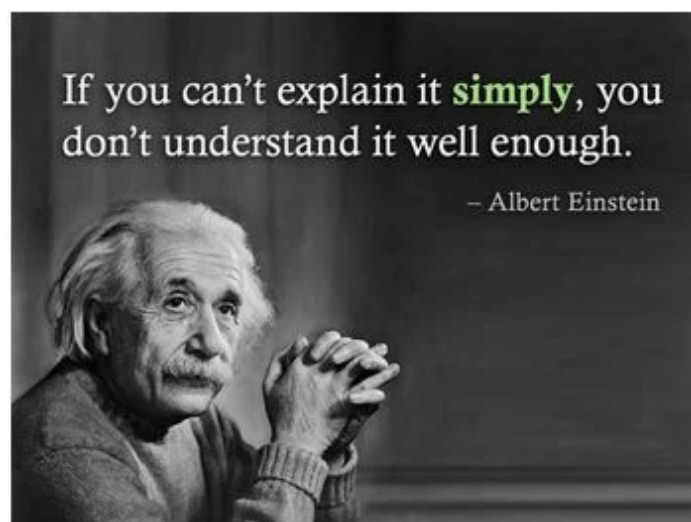 If you can't explain it simply, you
don't understand it well enough.
– Albert Einstein